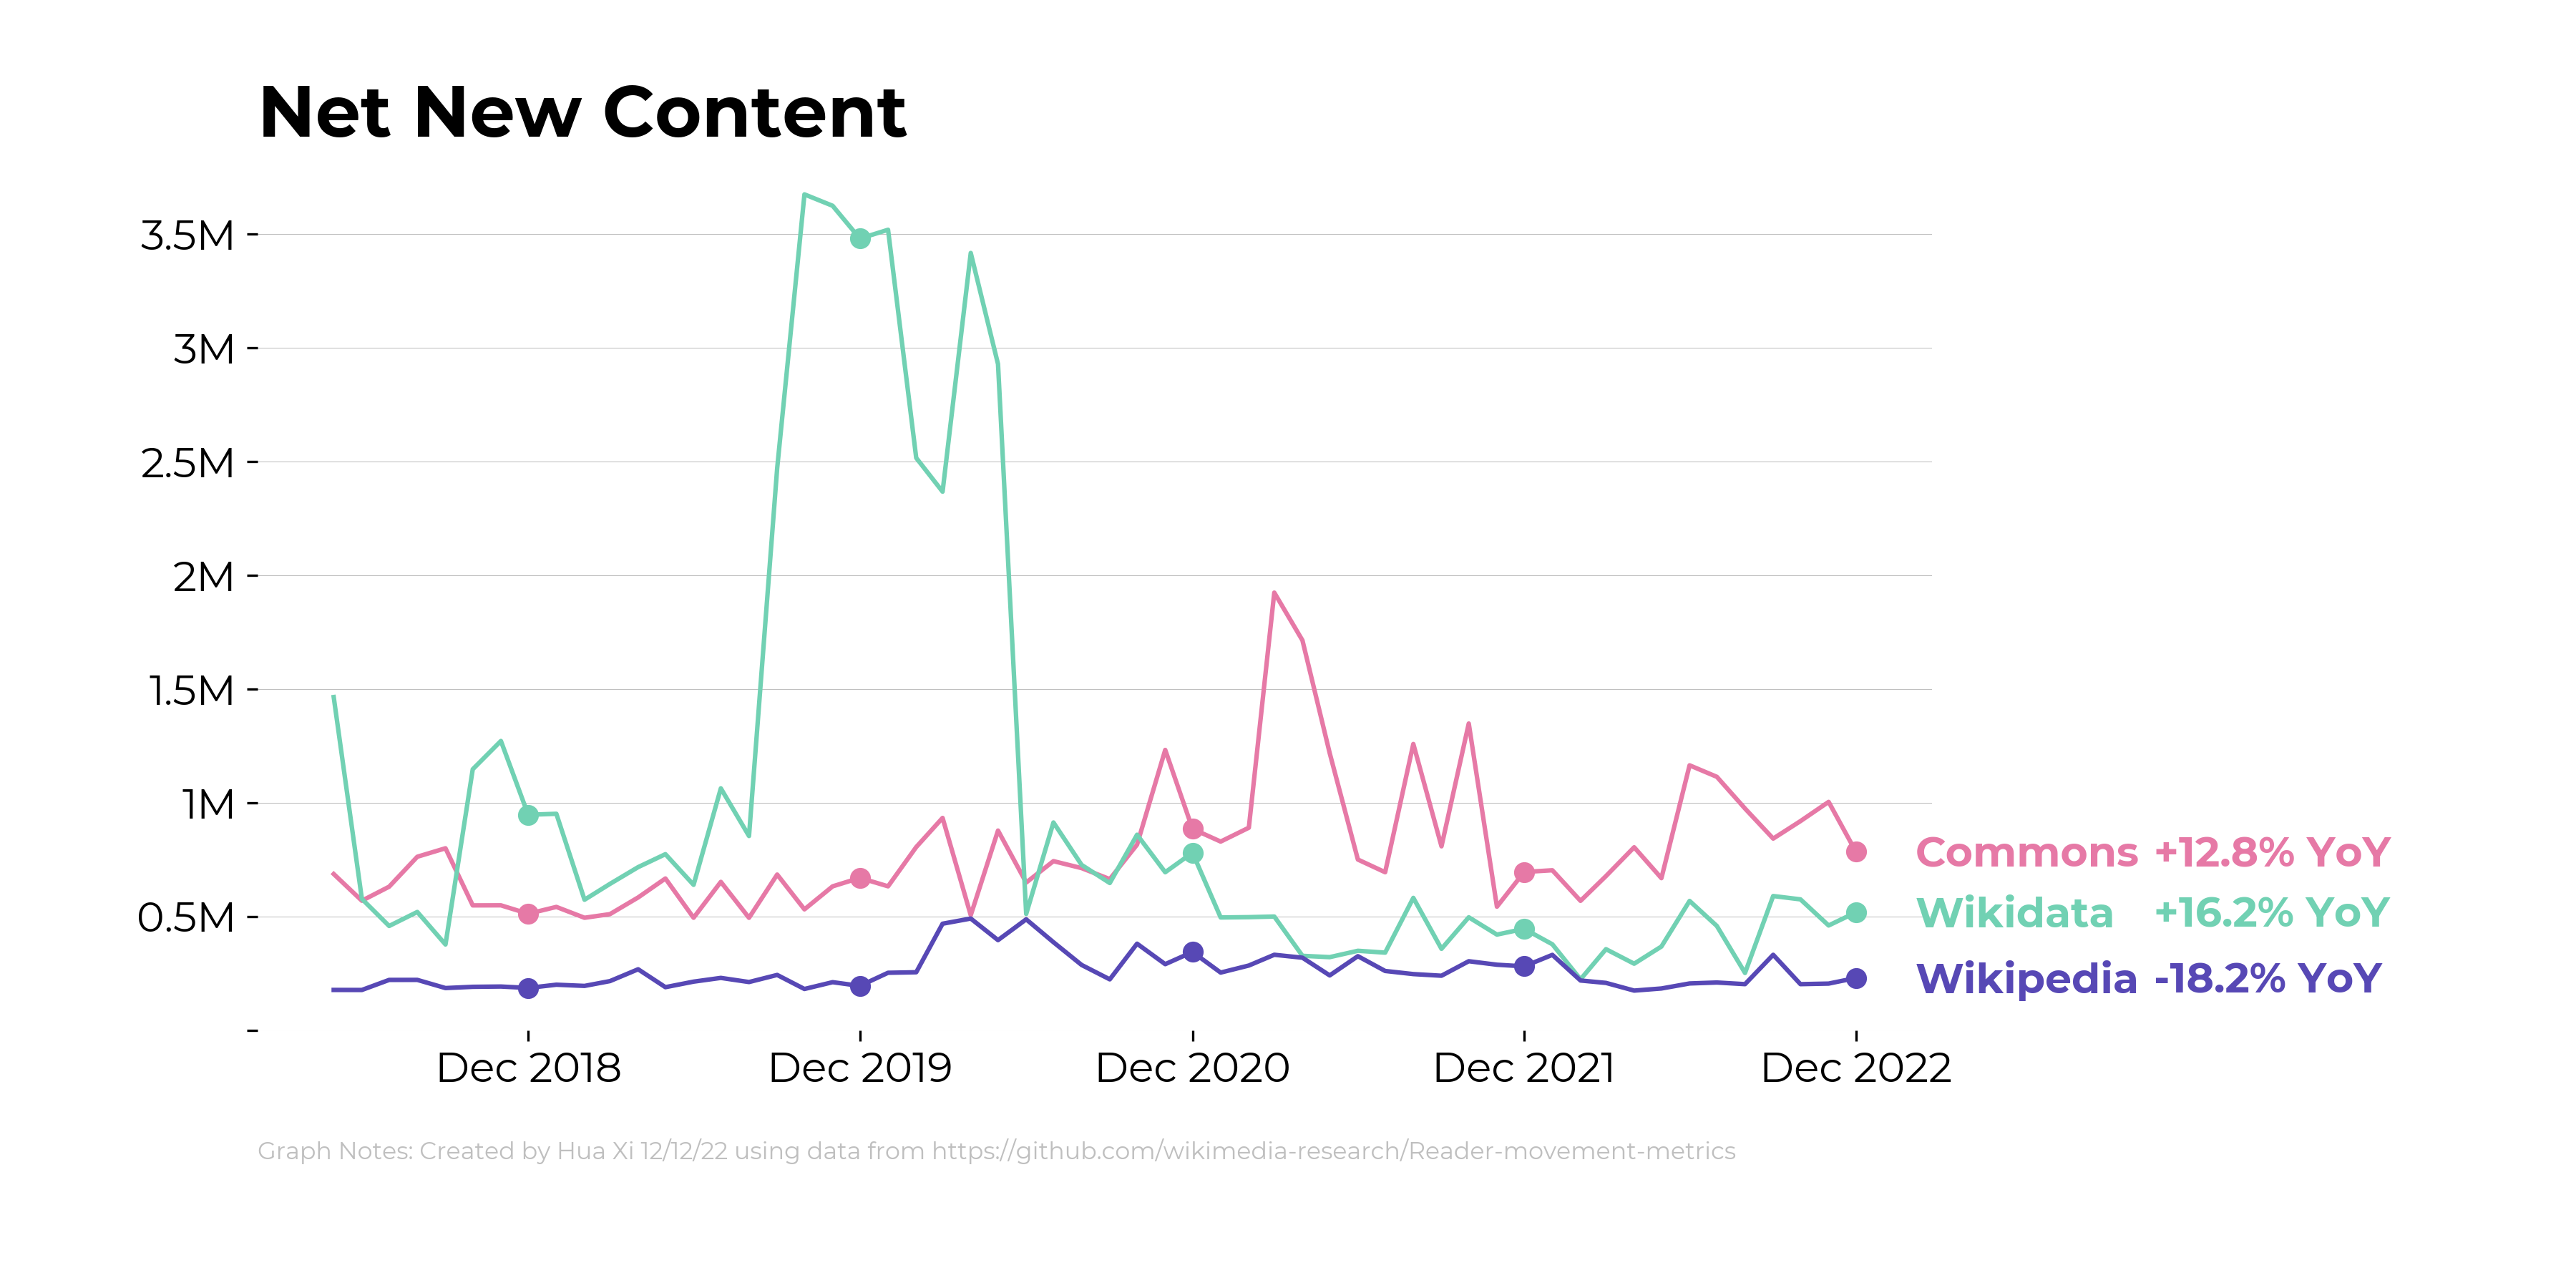 Net New Content
3.5M
3M
2.5M
2M
1.5M
1M
0.5M
Commons +12.8% YoY
Wikidata +16.2% YoY
Wikipedia -18.2% YoY
Dec 2018 Dec 2019 Dec 2020 Dec 2021 Dec 2022
Graph Notes: Created by Hua Xi 12/12/22 using data from https://github.com/wikimedia-research/Reader-movement-metrics